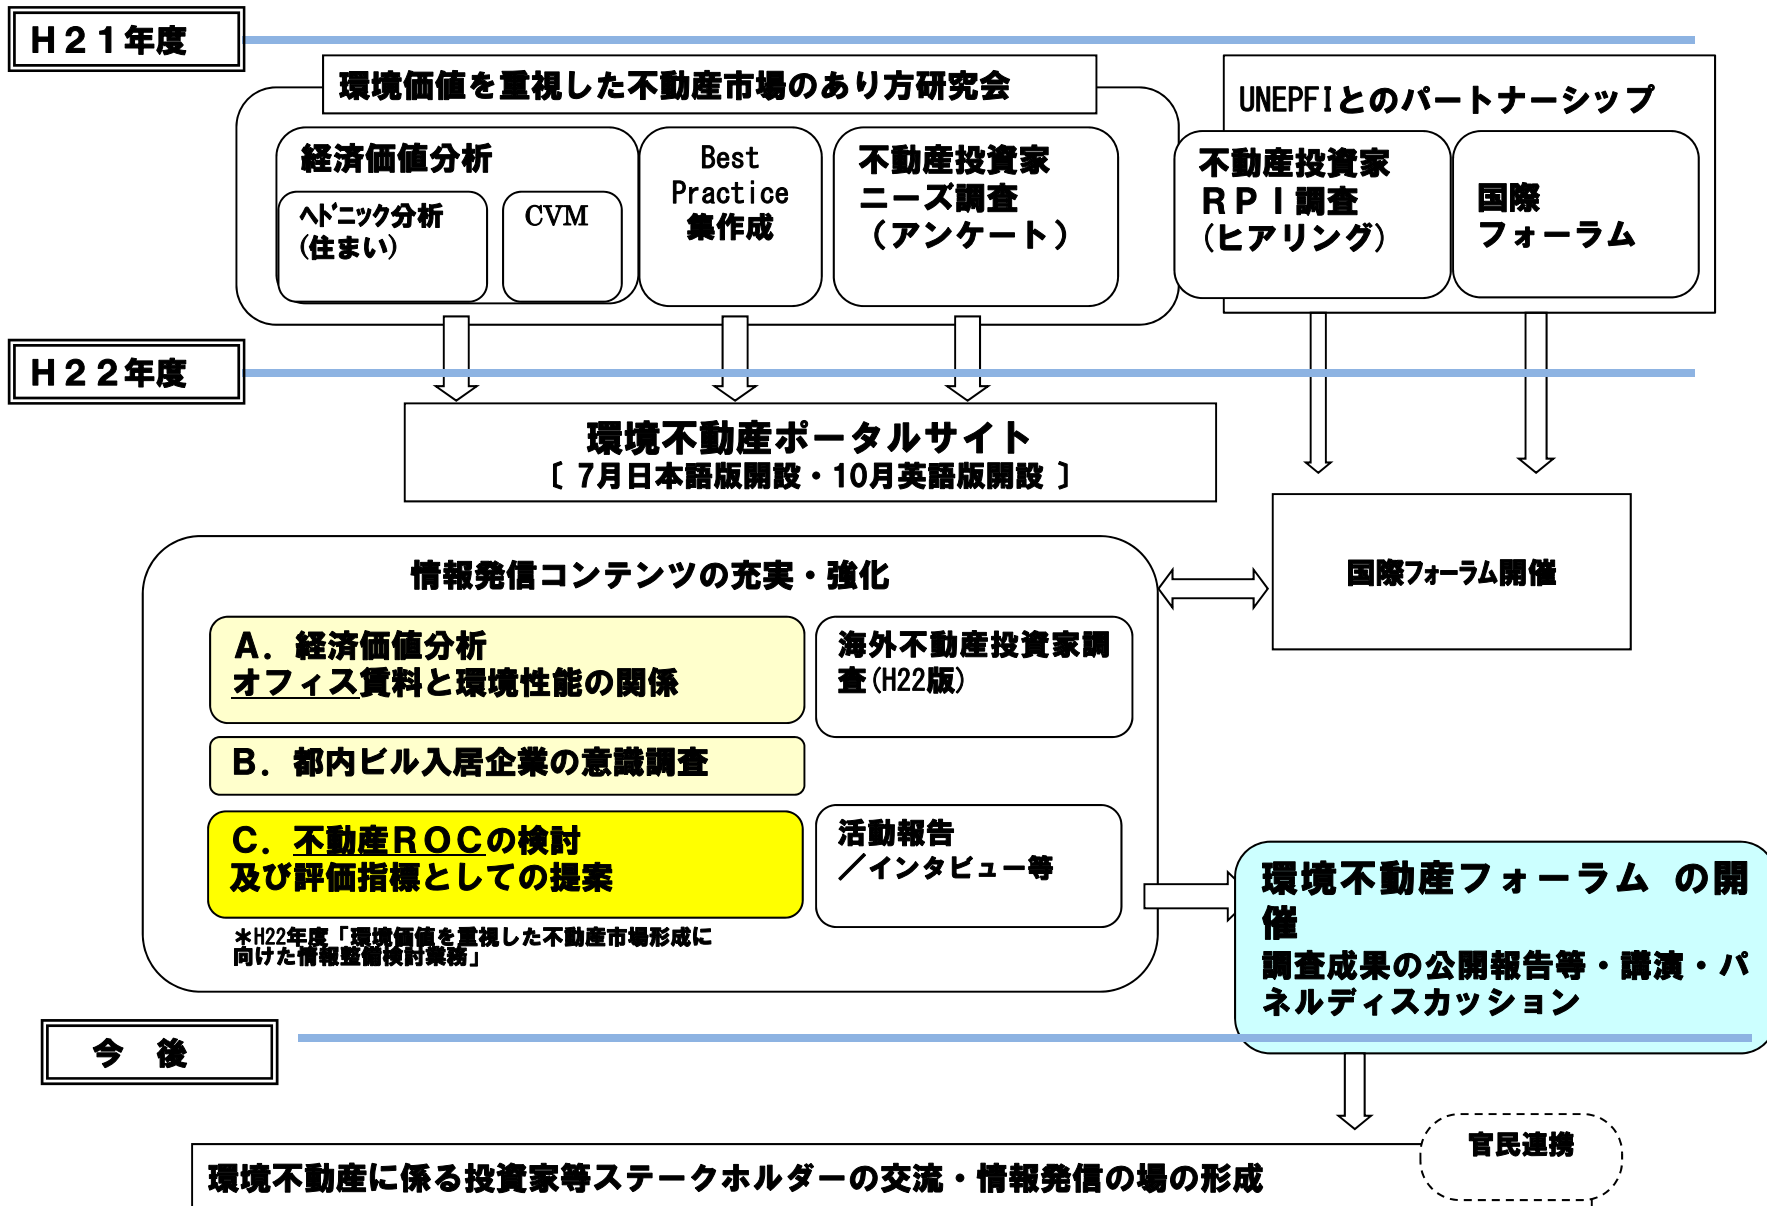 H21年度
環境価値を重視した不動産市場のあり方研究会
UNEPFIとのパートナーシップ
経済価値分析
ヘドニック分析
(住まい)
CVM
Best
Practice
集作成
不動産投資家
ニーズ調査
（アンケート）
不動産投資家
RPI調査
(ヒアリング)
国際
フォーラム
H22年度
環境不動産ポータルサイト
〔 7月日本語版開設・10月英語版開設 〕
情報発信コンテンツの充実・強化
国際フォーラム開催
A．経済価値分析
オフィス賃料と環境性能の関係
海外不動産投資家調
査(H22版)
B．都内ビル入居企業の意識調査
C．不動産ROCの検討
及び評価指標としての提案
活動報告
／インタビュー等
＊H22年度「環境価値を重視した不動産市場形成に
向けた情報整備検討業務」
環境不動産フォーラム の開
催
調査成果の公開報告等・講演・パ
ネルディスカッション
今 後
官民連携
環境不動産に係る投資家等ステークホルダーの交流・情報発信の場の形成